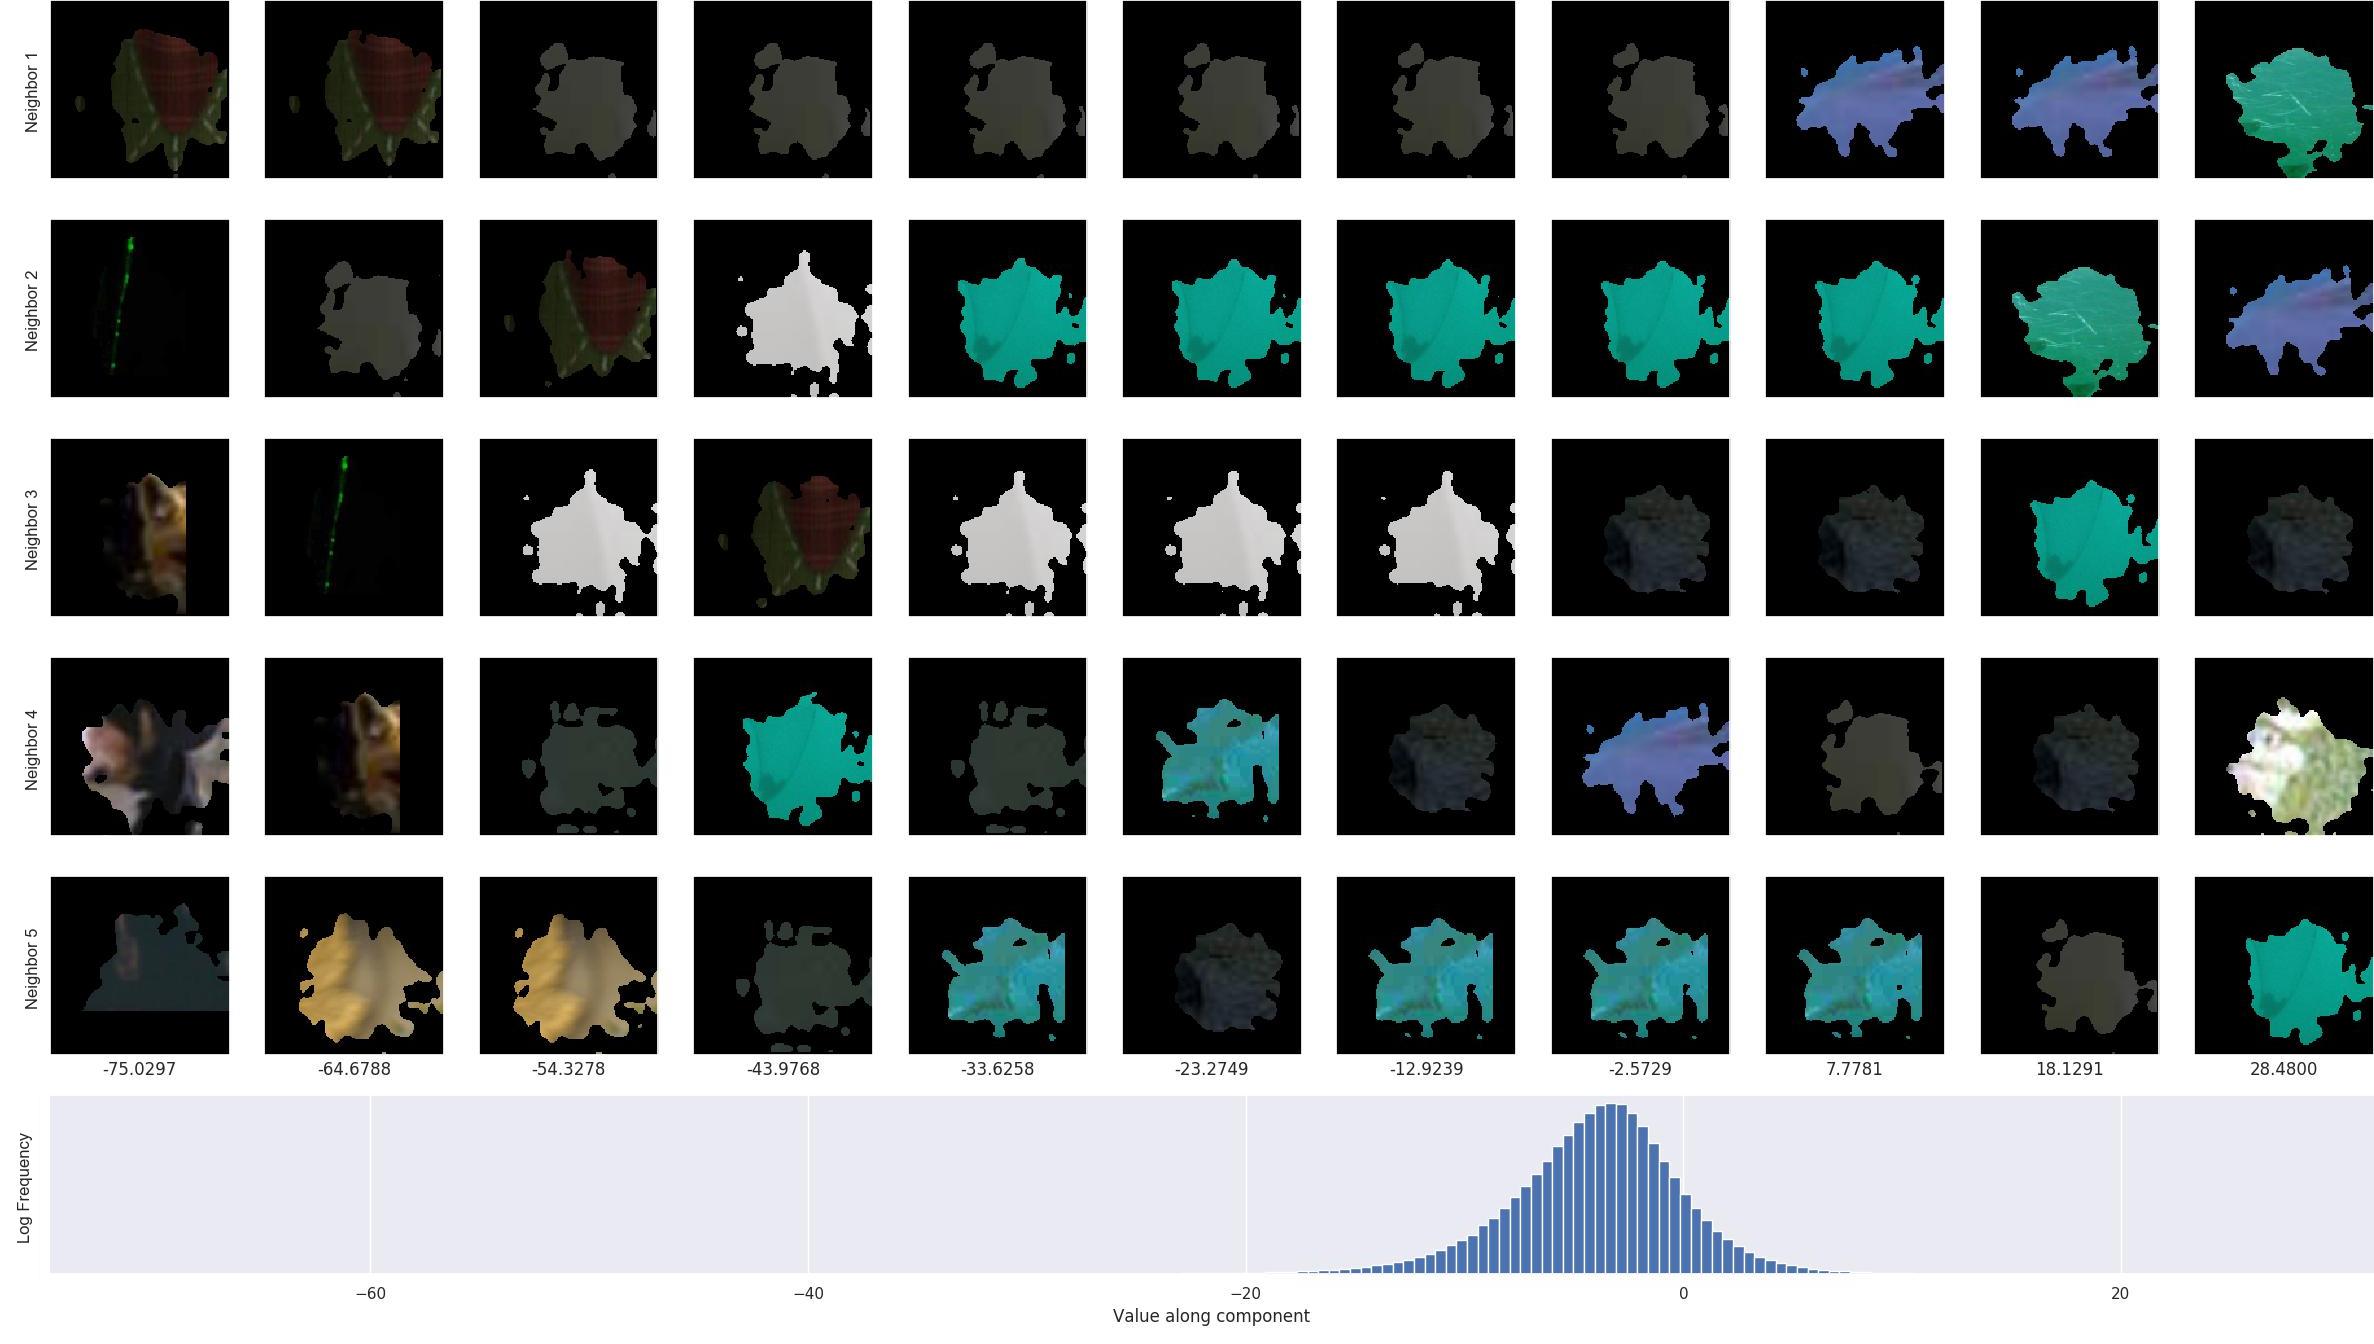 Neighbor 1
Neighbor 2
Neighbor 3
Neighbor 4
Neighbor 5
-75.0297 -64.6788 -54.3278 -43.9768 -33.6258 -23.2749 -12.9239 -2.5729 7.7781 18.1291 28.4800
Log Frequency
−60 −40 −20 0 20
Value along component